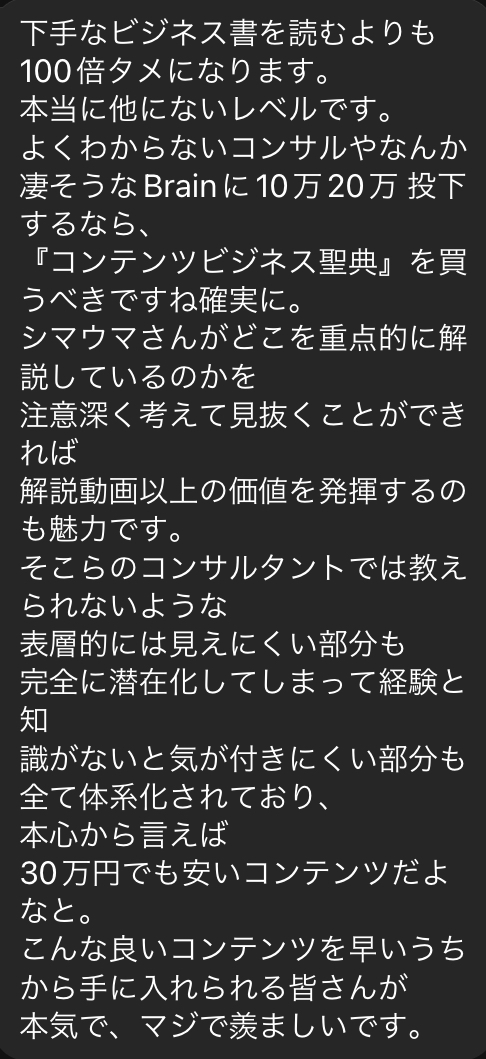 下手なビジネス書を読むよりも
100倍タメになります。
本当に他にないレベルです。
よくわからないコンサルやなんか
凄そうなBrainに10万20万 投下
するなら、
『コンテンツビジネス聖典』を買
うべきですね確実に。
シマウマさんがどこを重点的に解
説しているのかを
注意深く考えて見抜くことができ
れば
解説動画以上の価値を発揮するの
も魅力です。
そこらのコンサルタントでは教え
られないような
表層的には見えにくい部分も
完全に潜在化してしまって経験と
知
識がないと気が付きにくい部分も
全て体系化されており、
本心から言えば
30万円でも安いコンテンツだよ
なと。
こんな良いコンテンツを早いうち
から手に入れられる皆さんが
本気で、マジで羨ましいです。